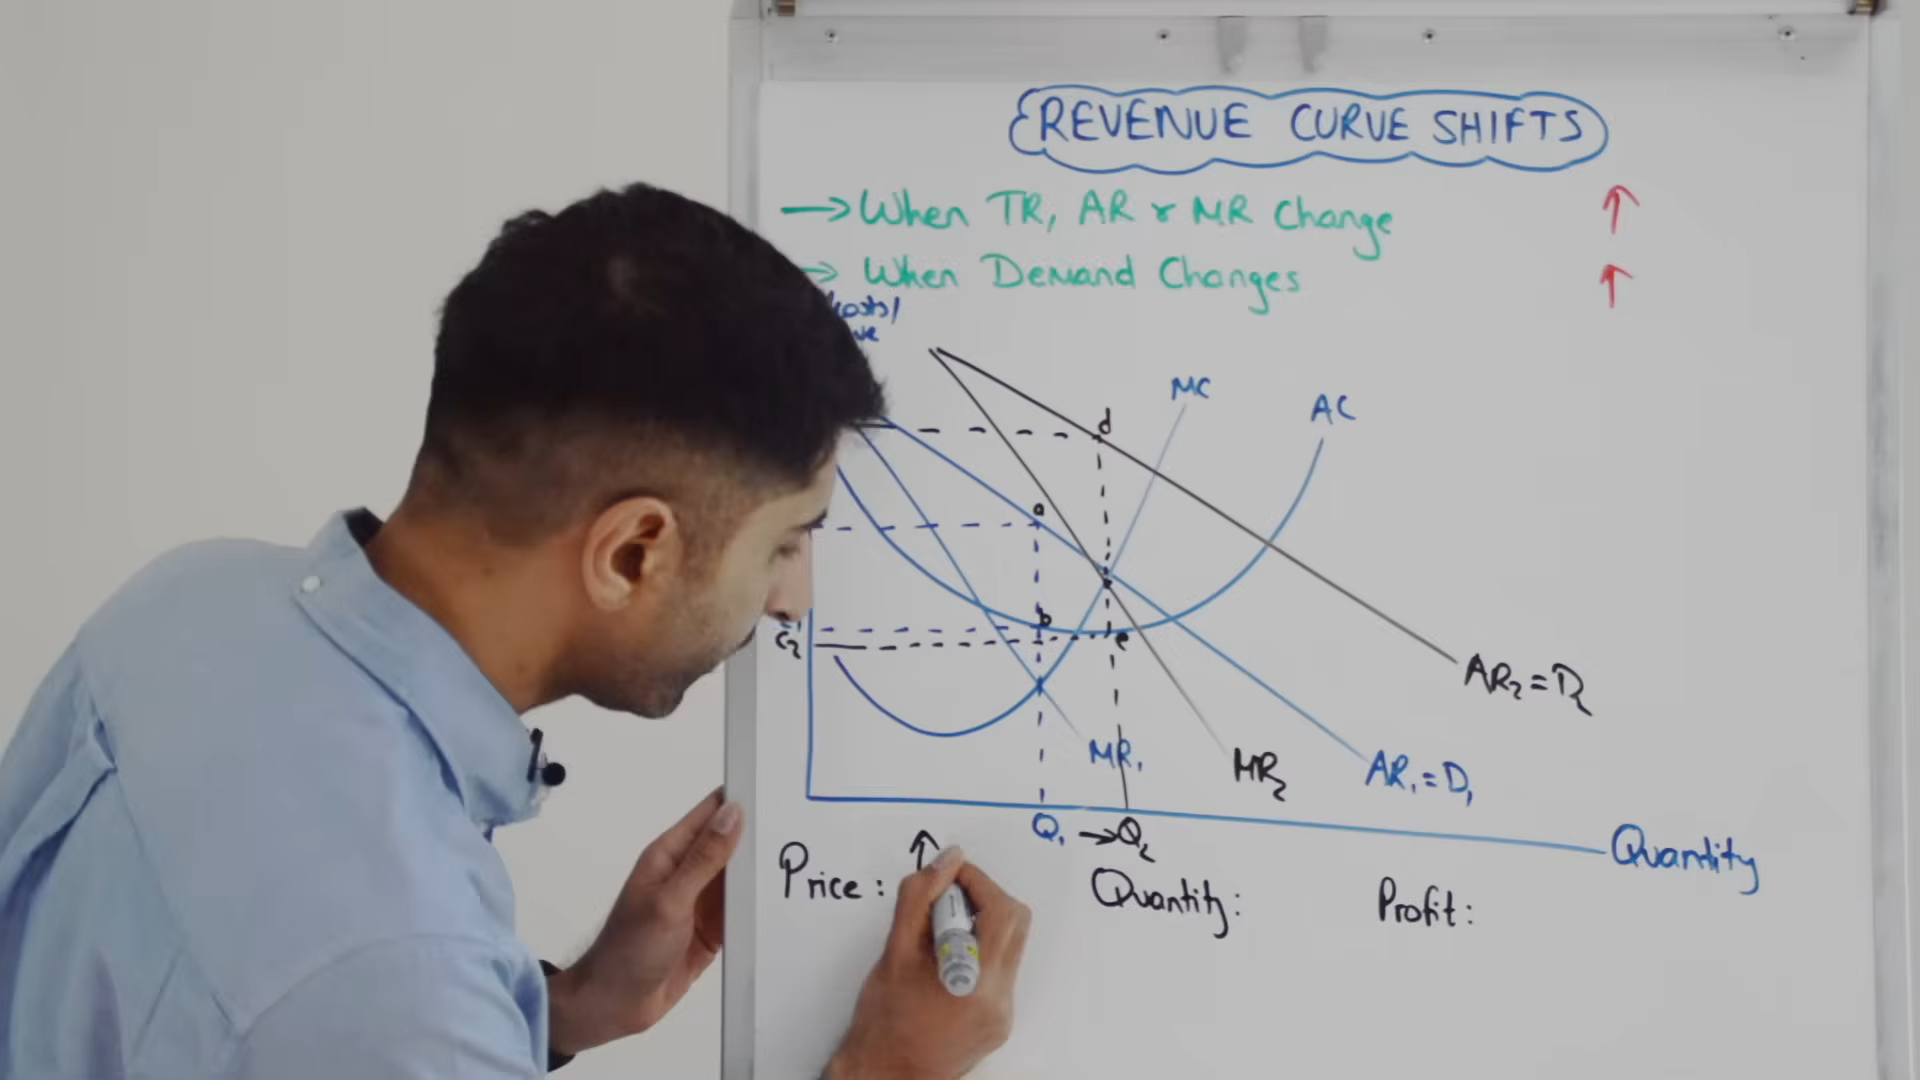 REVENUE CURVE SHIFTS
→ When TR, AR & MR Change ↑
→ When Demand Changes ↑
costs/
MC
AC
d
a
b
e
C2
AR2 = D2
MR1
MR2
AR1 = D1
Q1 → Q2
Quantity
Price: ↑
Quantity:
Profit: